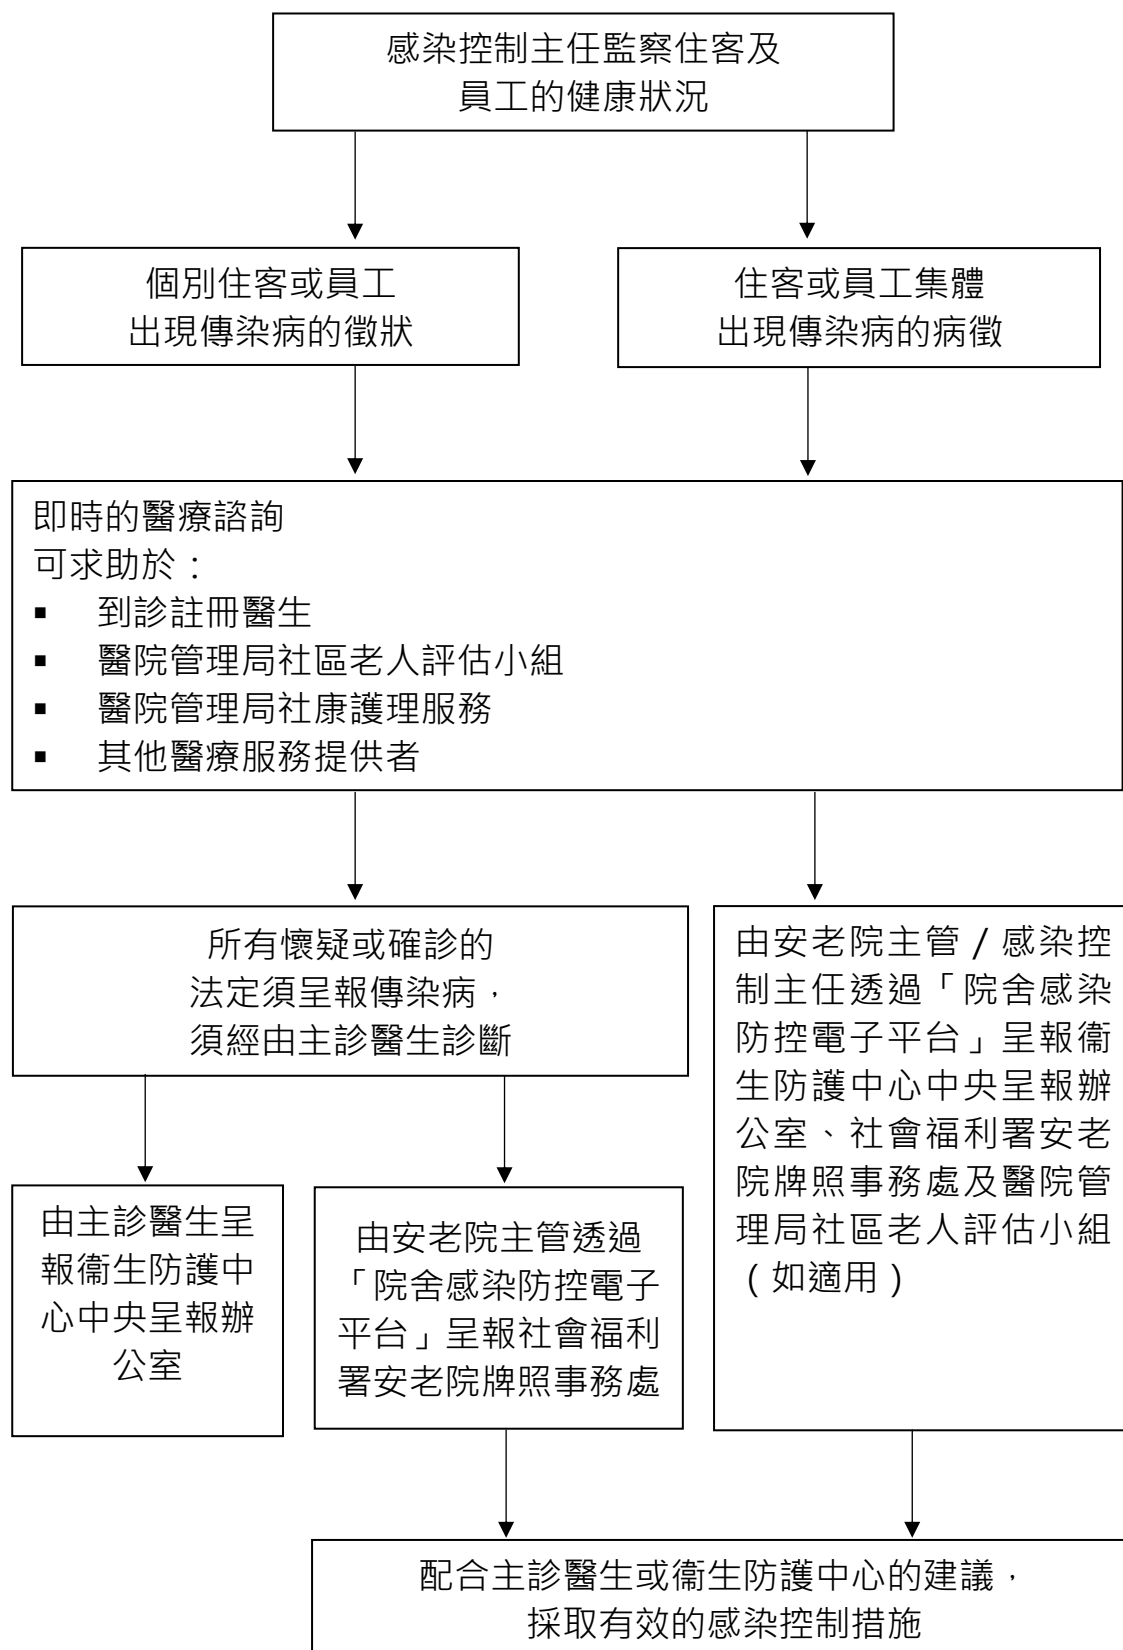 感染控制主任監察住客及
員工的健康狀況
個別住客或員工
出現傳染病的徵狀
住客或員工集體
出現傳染病的病徵
即時的醫療諮詢
可求助於：
▪ 到診註冊醫生
▪ 醫院管理局社區老人評估小組
▪ 醫院管理局社康護理服務
▪ 其他醫療服務提供者
所有懷疑或確診的
法定須呈報傳染病，
須經由主診醫生診斷
由主診醫生呈
報衞生防護中
心中央呈報辦
公室
由安老院主管透過
「院舍感染防控電子
平台」呈報社會福利
署安老院牌照事務處
由安老院主管 / 感染控
制主任透過「院舍感染
防控電子平台」呈報衞
生防護中心中央呈報辦
公室、社會福利署安老
院牌照事務處及醫院管
理局社區老人評估小組
（如適用）
配合主診醫生或衞生防護中心的建議，
採取有效的感染控制措施